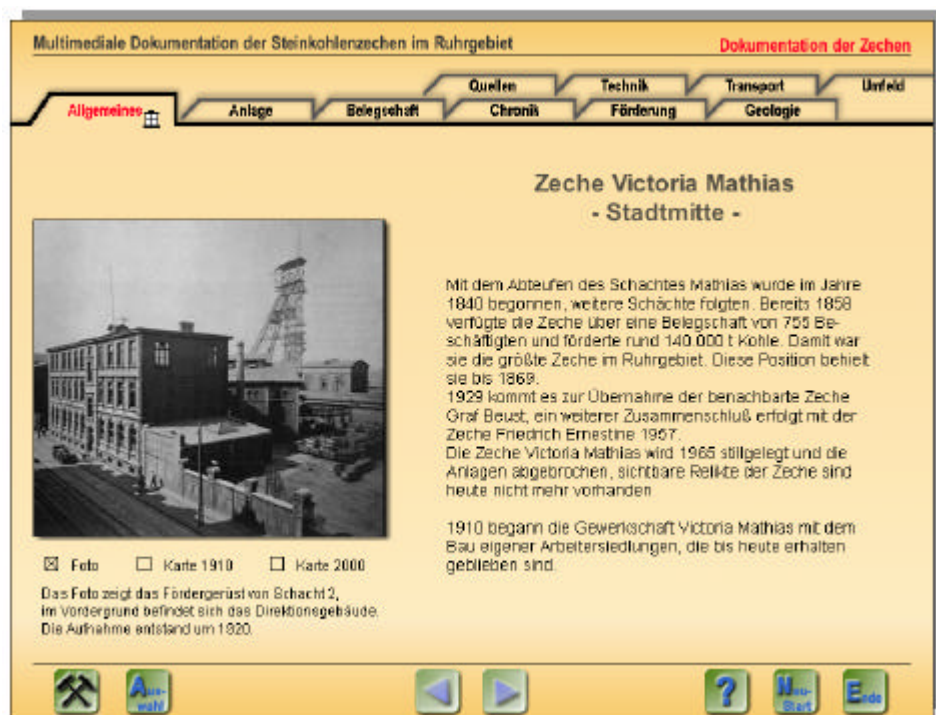 Multimediale Dokumentation der Steinkohlenzechen im Ruhrgebiet
Dokumentation der Zechen
Quellen Technik Transport Umfeld
Allgemeines Anlage Belegschaft Chronik Förderung Geologie
Zeche Victoria Mathias
- Stadtmitte -
Mit dem Abteufen des Schachtes Mathias wurde im Jahre
1840 begonnen, weitere Schächte folgten. Bereits 1858
verfügte die Zeche über eine Belegschaft von 755 Be-
schäftigten und förderte rund 140.000 t Kohle. Damit war
sie die größte Zeche im Ruhrgebiet. Diese Position behielt
sie bis 1869.
1929 kommt es zur Übernahme der benachbarte Zeche
Graf Beust, ein weiterer Zusammenschluß erfolgt mit der
Zeche Friedrich Ernestine 1957.
Die Zeche Victoria Mathias wird 1965 stillgelegt und die
Anlagen abgebrochen, sichtbare Relikte der Zeche sind
heute nicht mehr vorhanden.
1910 begann die Gewerkschaft Victoria Mathias mit dem
Bau eigener Arbeitersiedlungen, die bis heute erhalten
geblieben sind.
Foto Karte 1910 Karte 2000
Das Foto zeigt das Fördergerüst von Schacht 2,
im Vordergrund befindet sich das Direktionsgebäude.
Die Aufnahme entstand um 1920.
Aus-
wahl
?
Neu-
Start
Ende